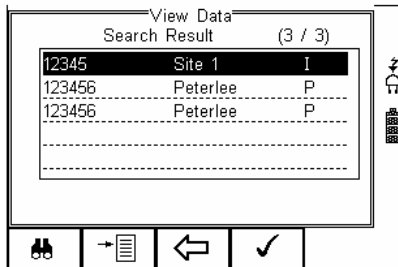 View Data
Search Result (3 / 3)
12345 Site 1 I
123456 Peterlee P
123456 Peterlee P